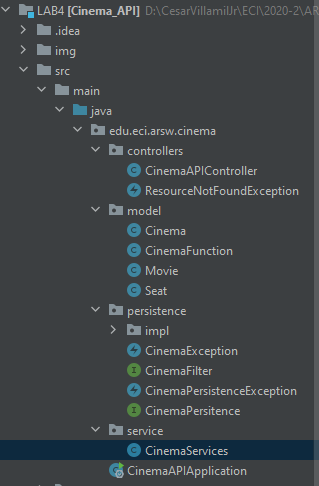 LAB4 [Cinema_API] D:\CesarVillamilJr\ECI\2020-2\AR
.idea
img
src
main
java
edu.eci.arsw.cinema
controllers
CinemaAPIController
ResourceNotFoundException
model
Cinema
CinemaFunction
Movie
Seat
persistence
impl
CinemaException
CinemaFilter
CinemaPersistenceException
CinemaPersitence
service
CinemaServices
CinemaAPIApplication